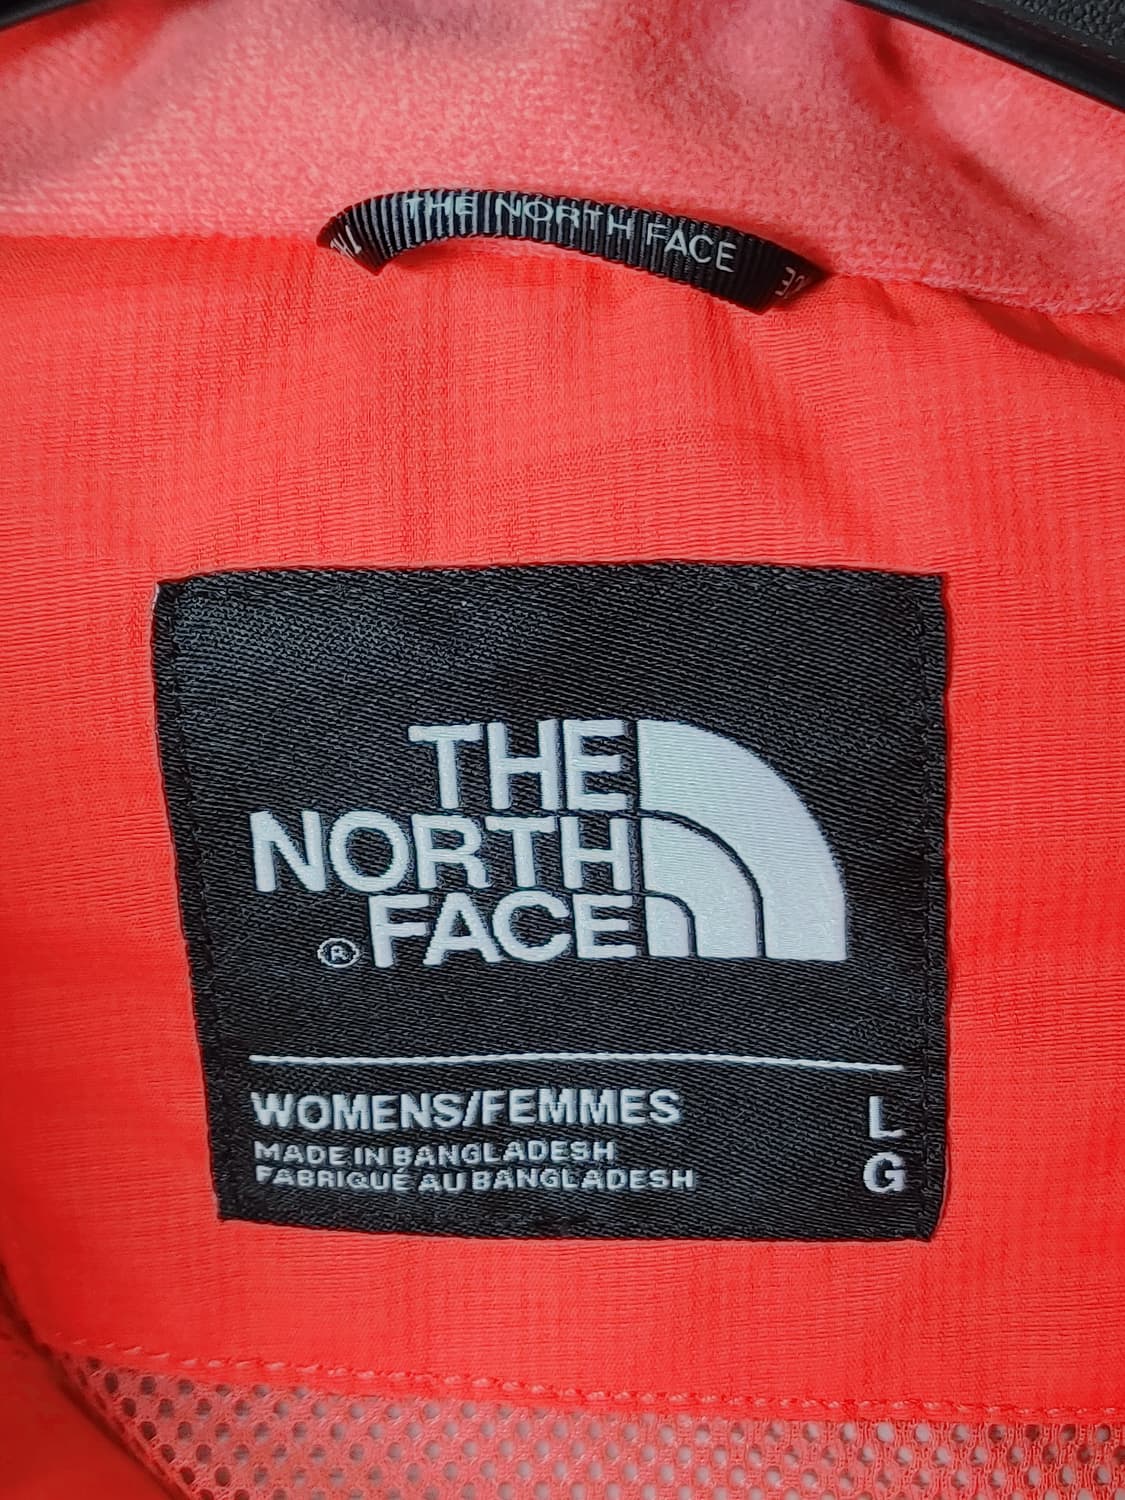 THE NORTH FACE
THE
NORTH
FACE
®
WOMENS/FEMMES
L
MADE IN BANGLADESH
FABRIQUÉ AU BANGLADESH
G